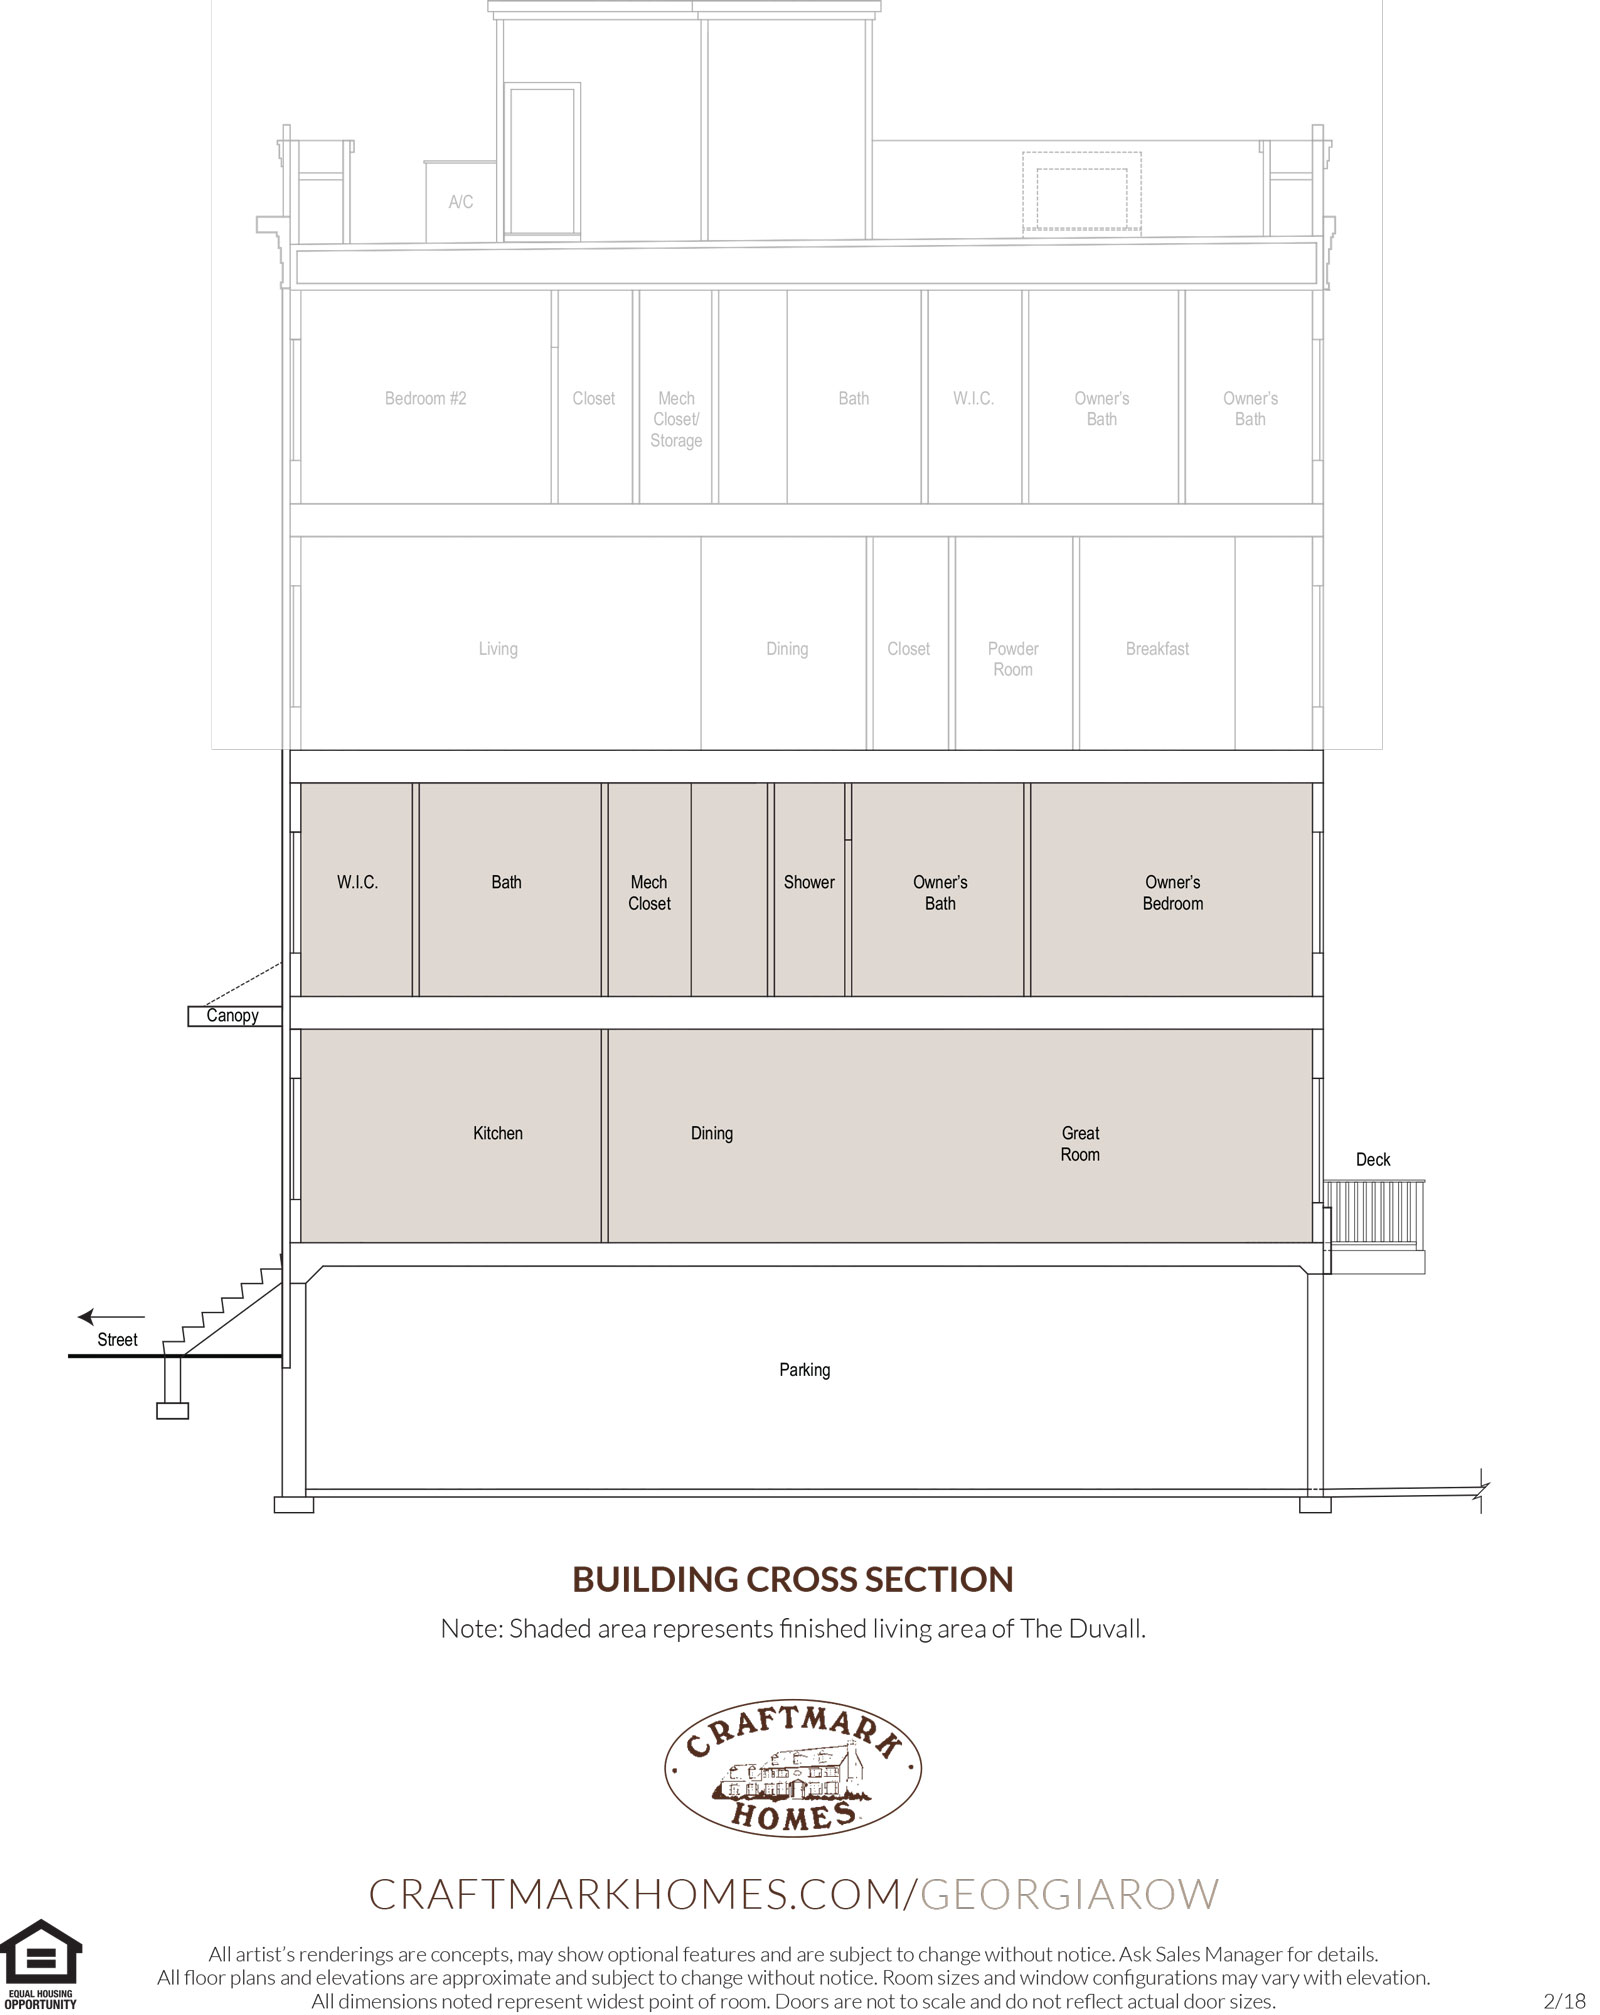 A/C
Bedroom #2
Closet
Mech
Closet/
Storage
Bath
W.I.C.
Owner's
Bath
Owner's
Bath
Living
Dining
Closet
Powder
Room
Breakfast
W.I.C.
Bath
Mech
Closet
Shower
Owner's
Bath
Owner's
Bedroom
Canopy
Kitchen
Dining
Great
Room
Deck
Street
Parking
BUILDING CROSS SECTION
Note: Shaded area represents finished living area of The Duvall.
CRAFTMARK
HOMES
CRAFTMARKHOMES.COM/GEORGIAROW
All artist's renderings are concepts, may show optional features and are subject to change without notice. Ask Sales Manager for details.
All floor plans and elevations are approximate and subject to change without notice. Room sizes and window configurations may vary with elevation.
All dimensions noted represent widest point of room. Doors are not to scale and do not reflect actual door sizes.
EQUAL HOUSING
OPPORTUNITY
2/18